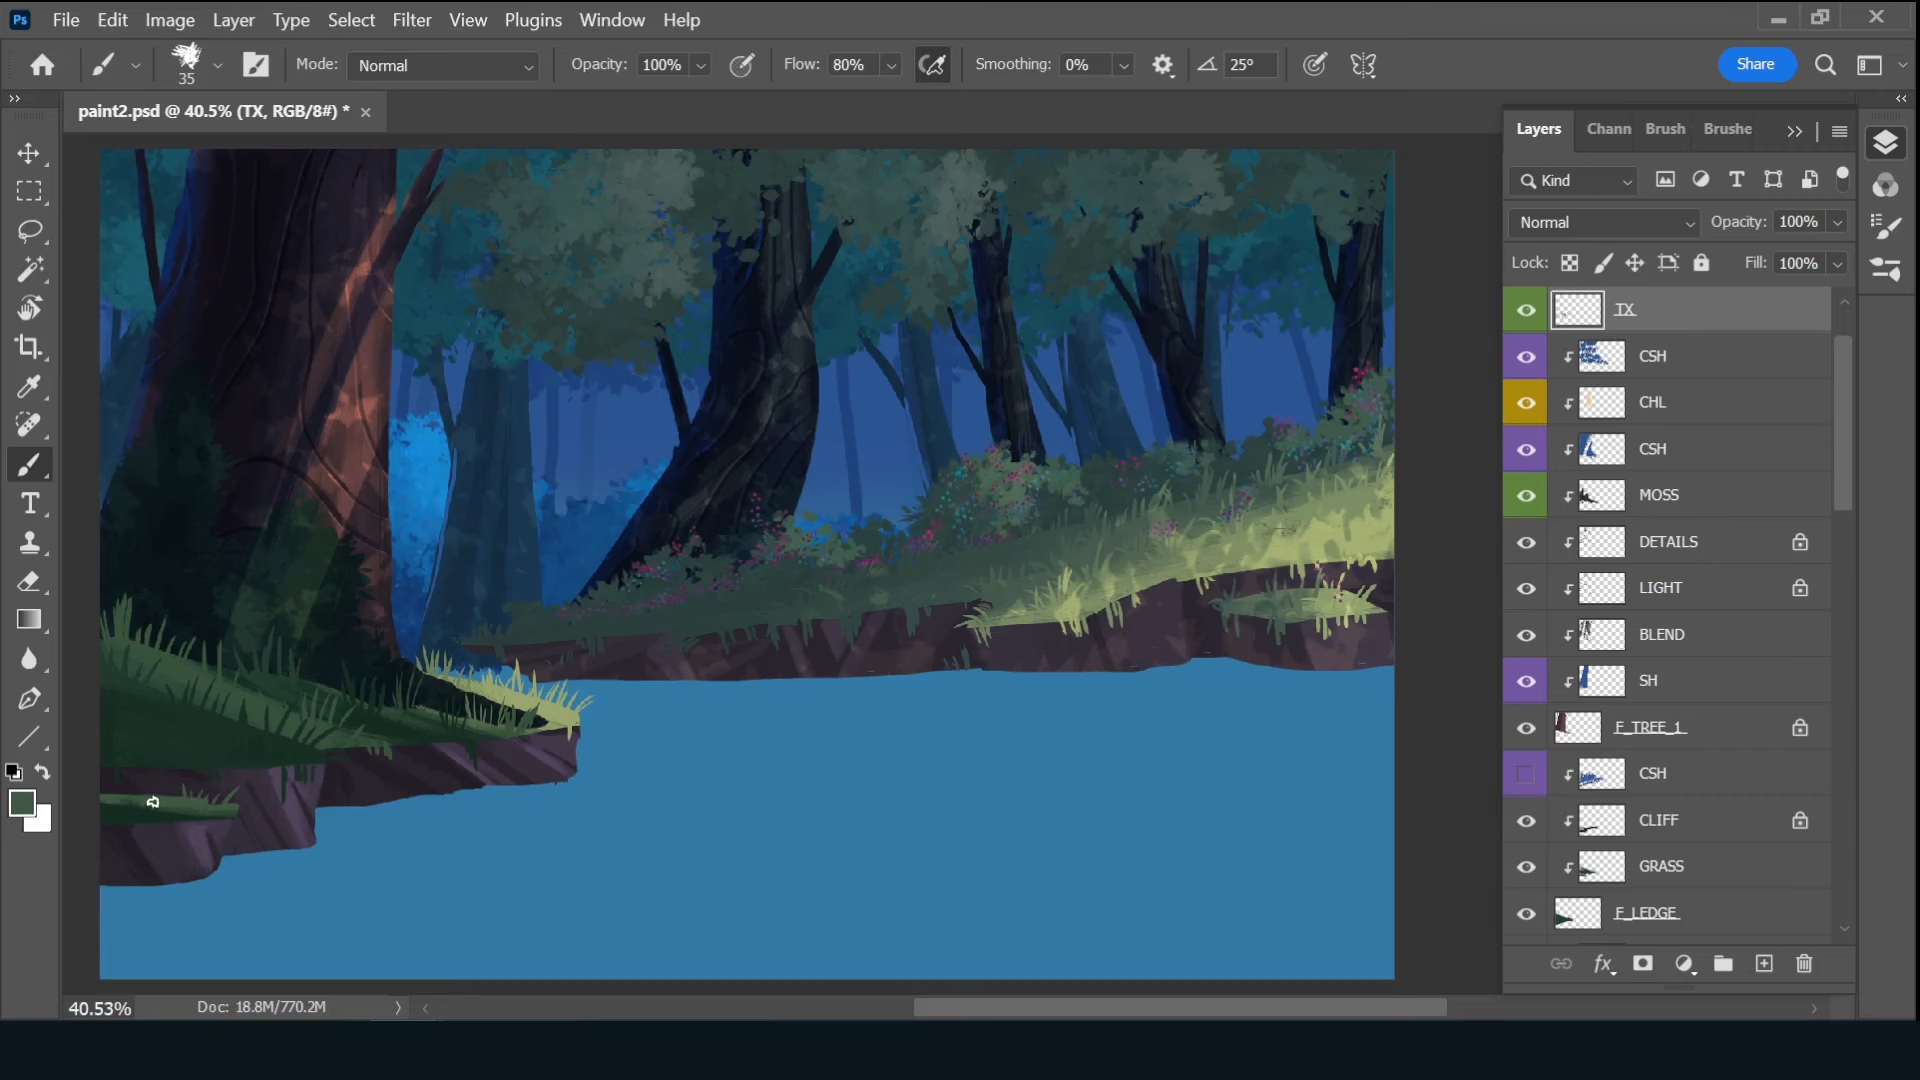 Ps File Edit Image Layer Type Select Filter View Plugins Window Help
35 Mode: Normal Opacity: 100% Flow: 80% Smoothing: 0% 25° Share
paint2.psd @ 40.5% (TX, RGB/8#) *
Layers Chann Brush Brushe
Kind
Normal Opacity: 100%
Lock: Fill: 100%
TX
CSH
CHL
CSH
MOSS
DETAILS
LIGHT
BLEND
SH
F_TREE_1
CSH
CLIFF
GRASS
F_LEDGE
fx
40.53% Doc: 18.8M/770.2M